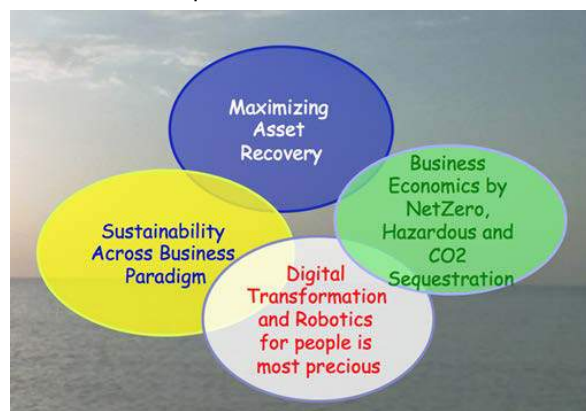 Maximizing
Asset
Recovery
Business
Economics by
NetZero,
Hazardous and
CO2
Sequestration
Sustainability
Across Business
Paradigm
Digital
Transformation
and Robotics
for people is
most precious